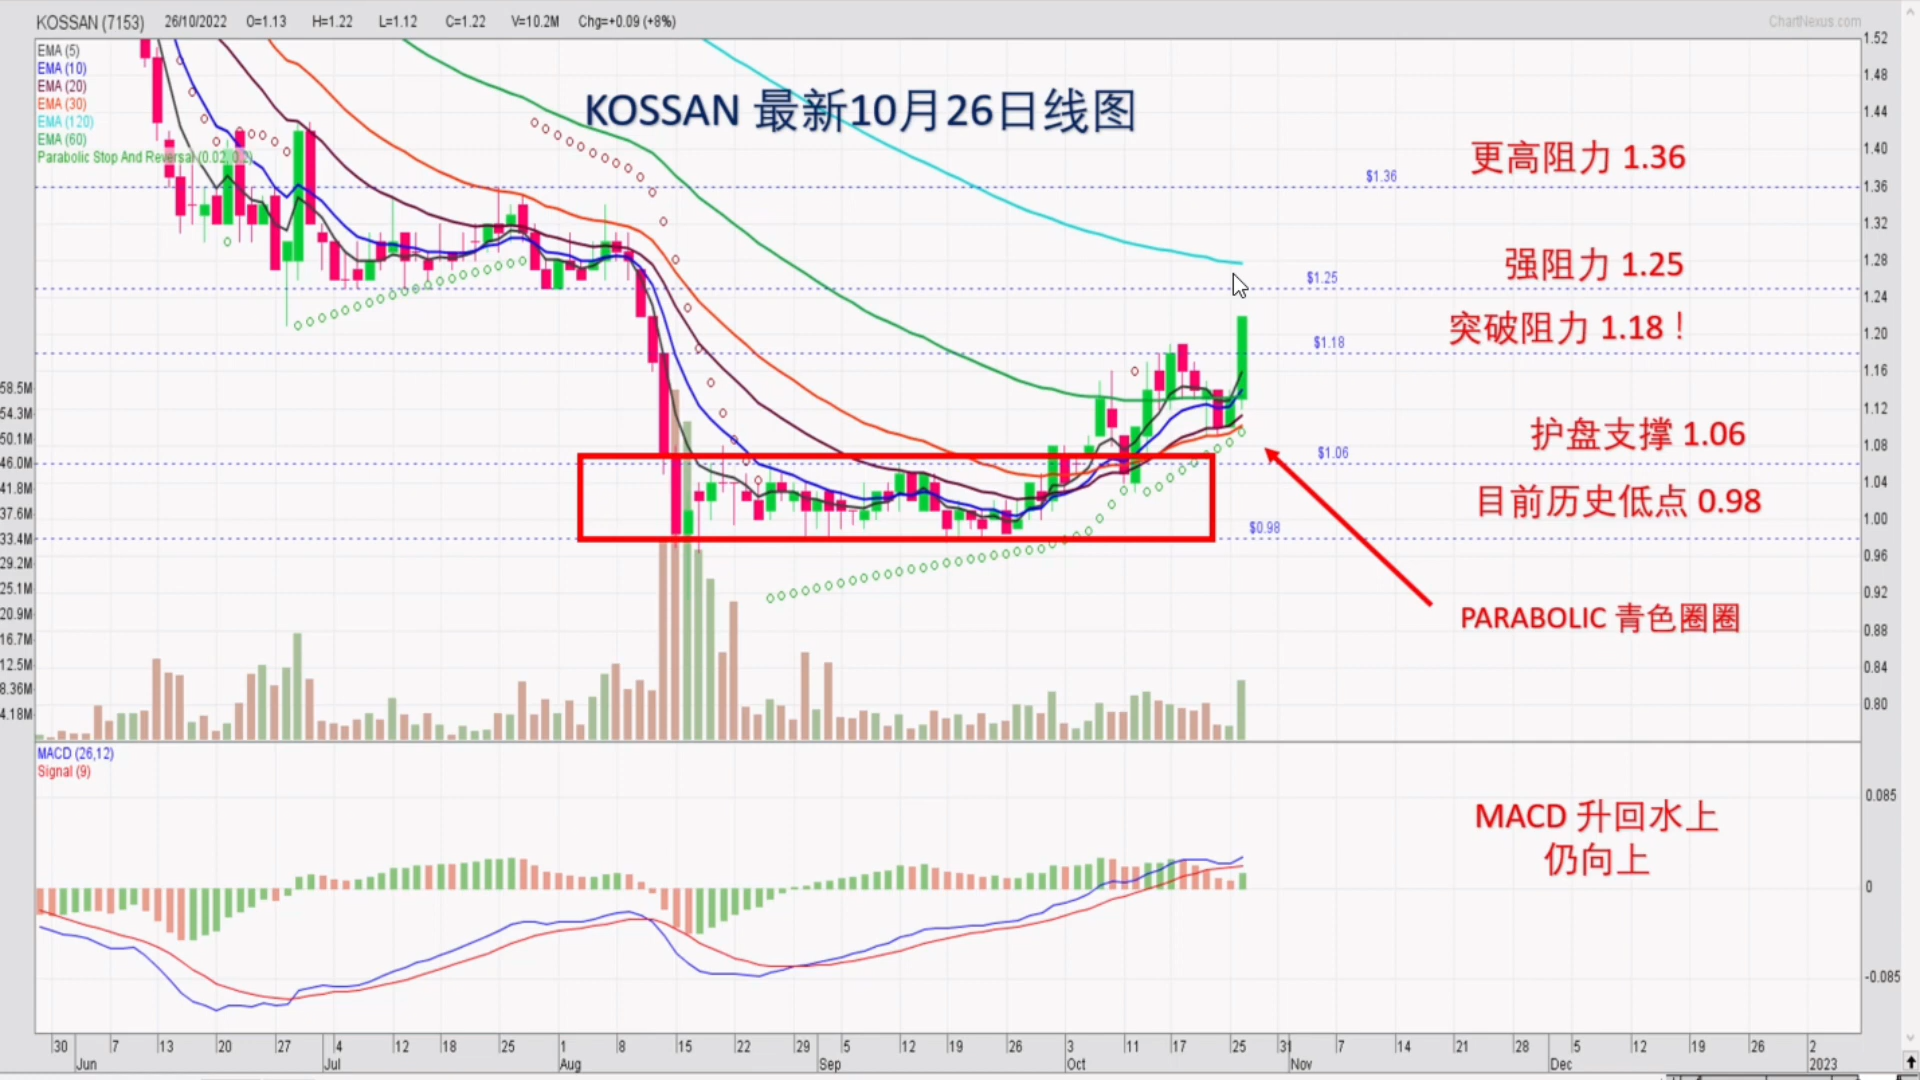 KOSSAN (7153) 26/10/2022 O=1.13 H=1.22 L=1.12 C=1.22 V=10.2M Chg=+0.09 (+8%)
ChartNexus.com
EMA (5)
EMA (10)
EMA (20)
EMA (30)
EMA (120)
EMA (60)
Parabolic Stop And Reversal (0.02, 0.2)
KOSSAN 最新10月26日线图
更高阻力 1.36
$1.36
强阻力 1.25
$1.25
突破阻力 1.18！
$1.18
护盘支撑 1.06
$1.06
目前历史低点 0.98
$0.98
PARABOLIC 青色圈圈
1.52
1.48
1.44
1.40
1.36
1.32
1.28
1.24
1.20
1.16
1.12
1.08
1.04
1.00
0.96
0.92
0.88
0.84
0.80
58.5M
54.3M
50.1M
46.0M
41.8M
37.6M
33.4M
29.2M
25.1M
20.9M
16.7M
12.5M
8.36M
4.18M
MACD (26,12)
Signal (9)
MACD 升回水上
仍向上
0.085
0
-0.085
30 7 13 20 27 4 12 18 25 1 8 15 22 29 5 12 19 26 3 11 17 25 31 7 14 21 28 5 12 19 26 2
Jun Jul Aug Sep Oct Nov Dec 2023